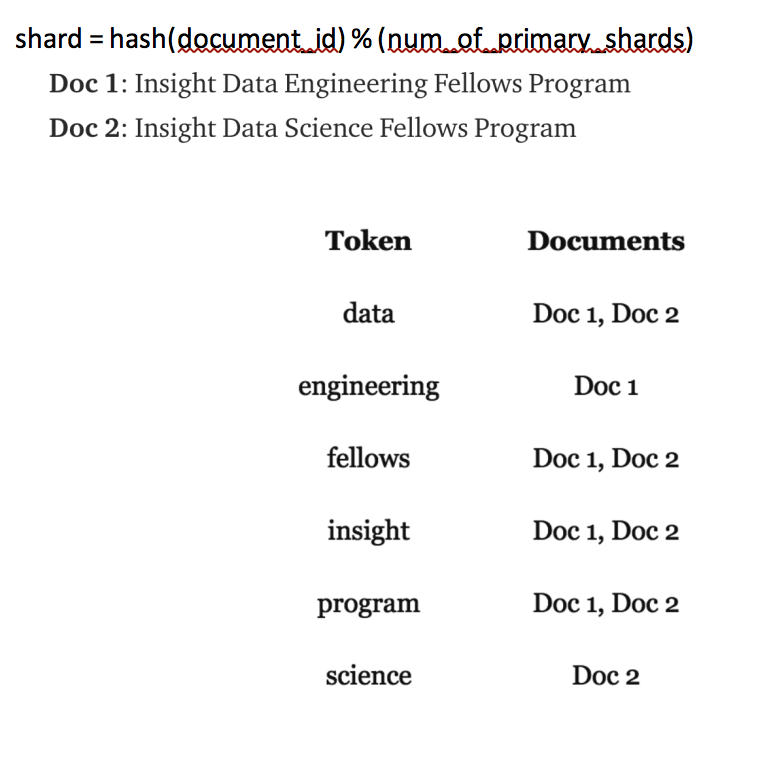 shard = hash(document_id) % (num_of_primary_shards)
Doc 1: Insight Data Engineering Fellows Program
Doc 2: Insight Data Science Fellows Program
Token Documents
data Doc 1, Doc 2
engineering Doc 1
fellows Doc 1, Doc 2
insight Doc 1, Doc 2
program Doc 1, Doc 2
science Doc 2